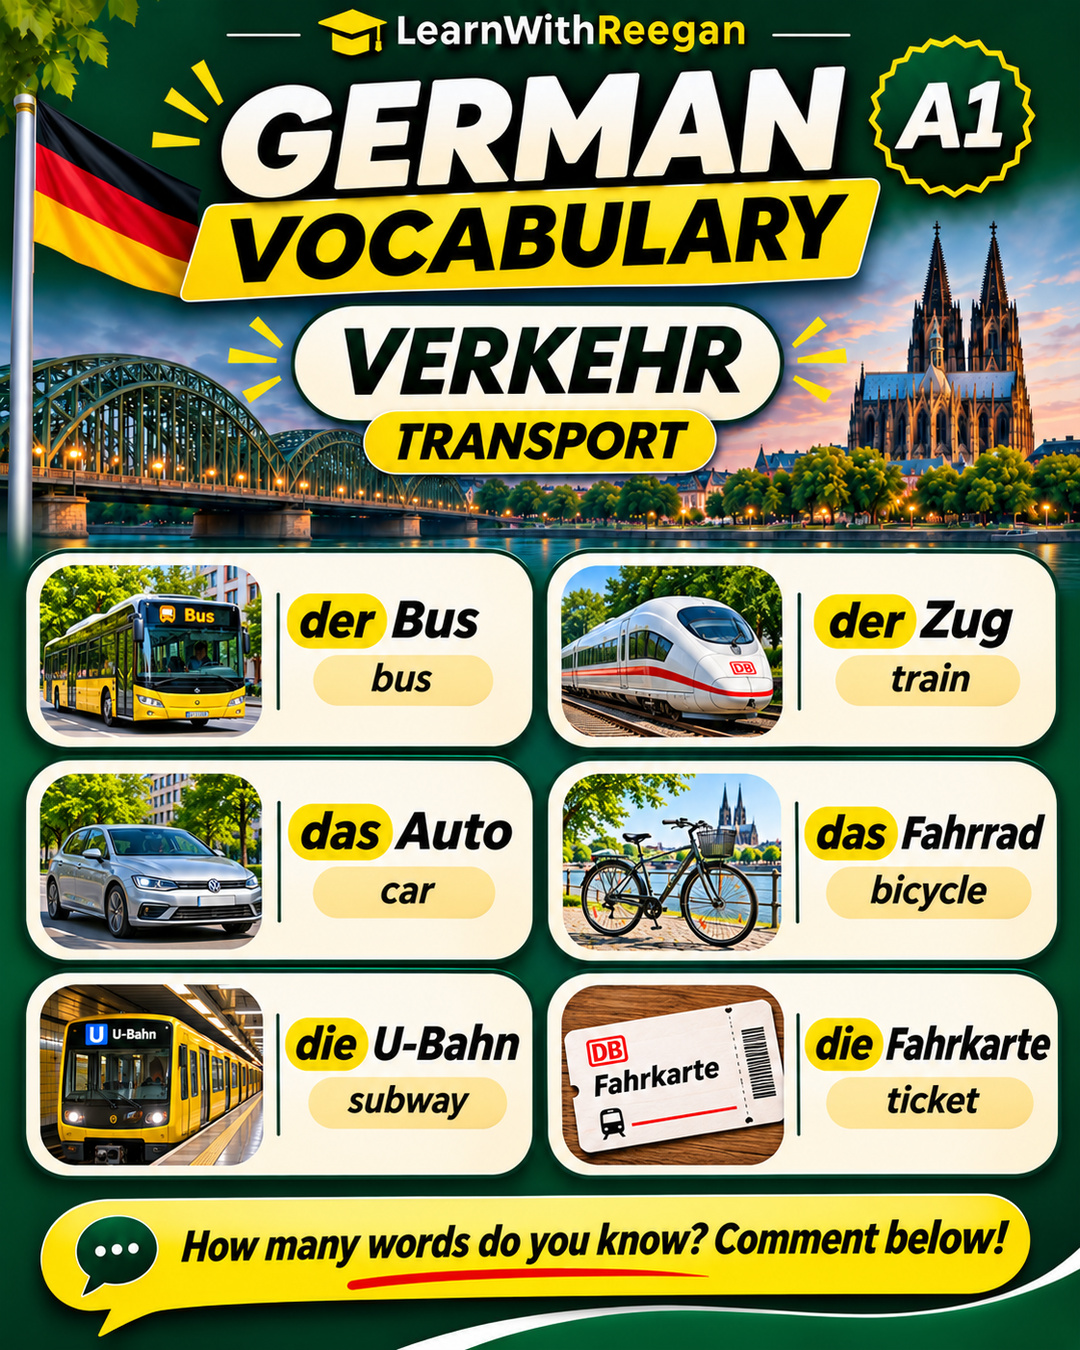 LearnWithReegan
GERMAN
A1
VOCABULARY
VERKEHR
TRANSPORT
Bus
der Bus
bus
DB
der Zug
train
das Auto
car
das Fahrrad
bicycle
U U-Bahn
die U-Bahn
subway
DB
Fahrkarte
die Fahrkarte
ticket
How many words do you know? Comment below!